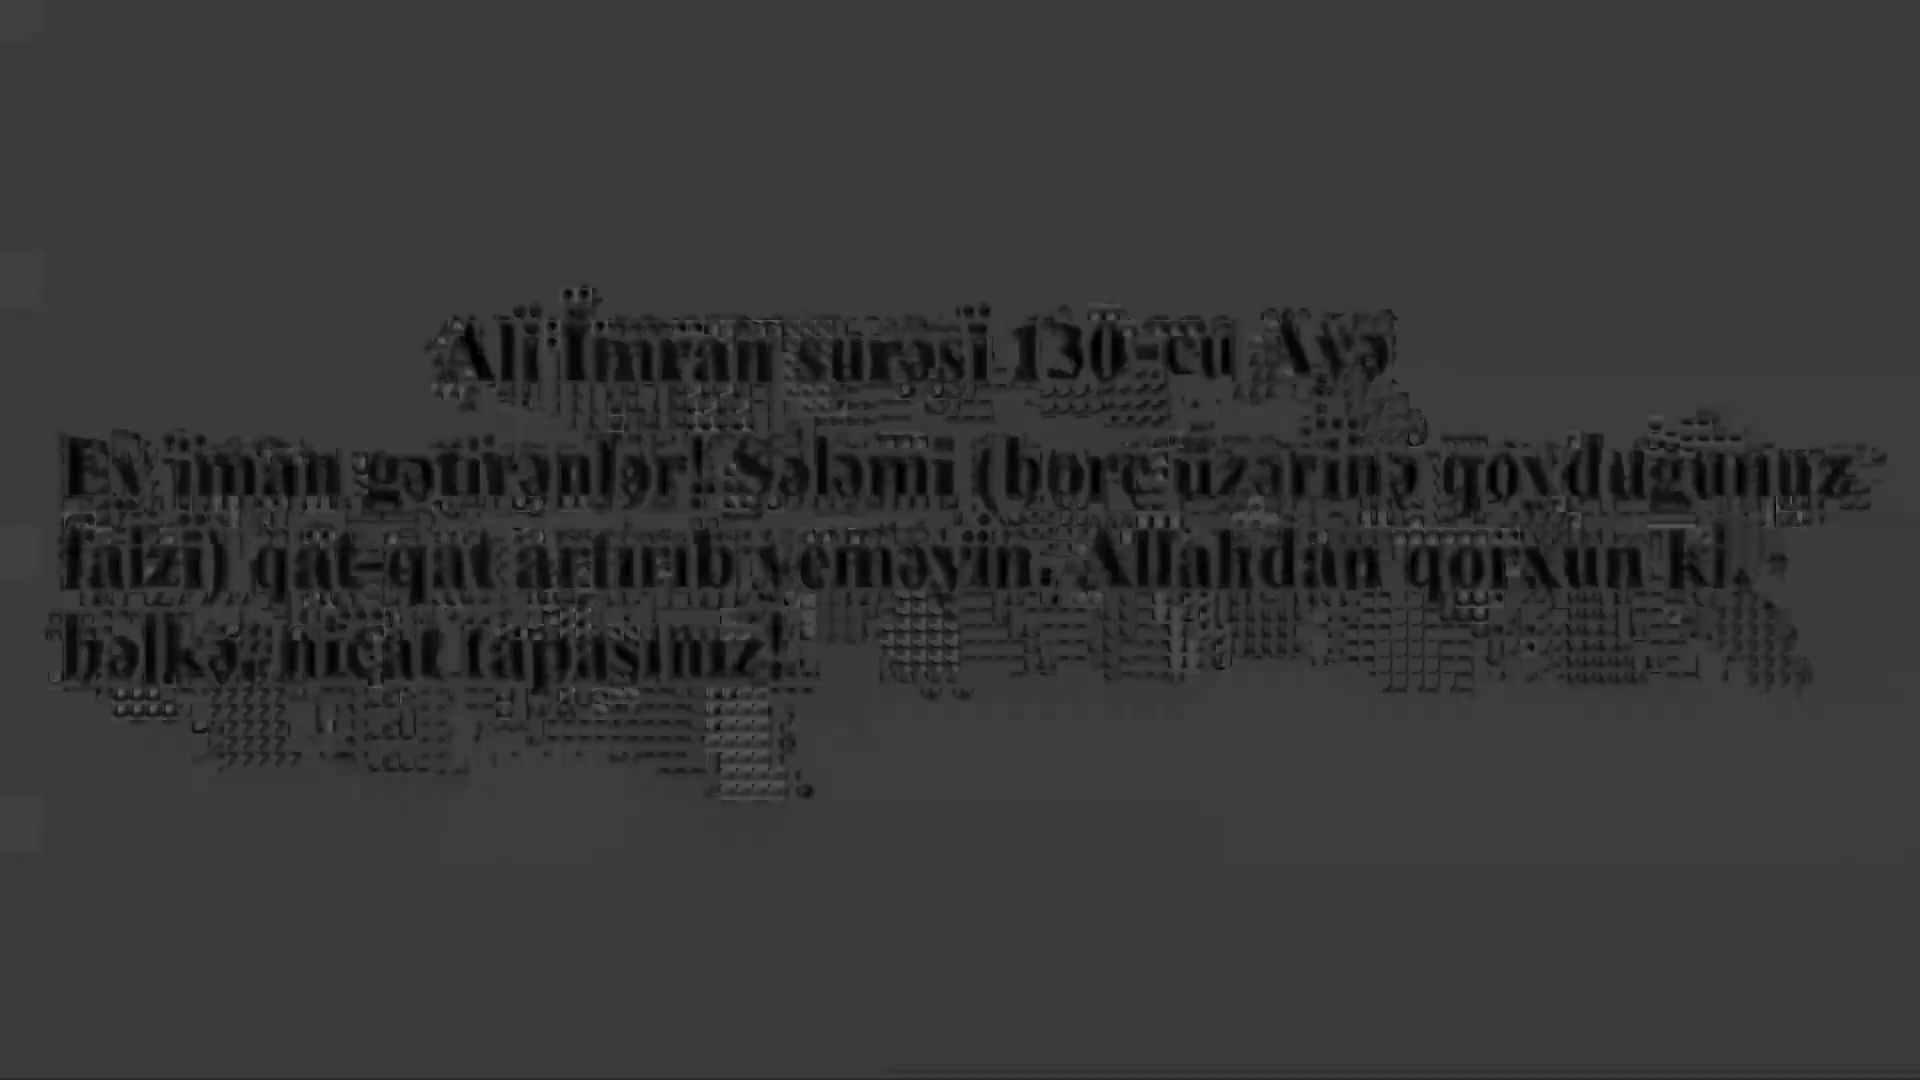 Ali İmran surəsi 130-cu Ayə
Ey iman gətirənlər! Sələmi (borc üzərinə qoyduğunuz
faizi) qat-qat artırıb yeməyin. Allahdan qorxun ki,
bəlkə, nicat tapasınız!